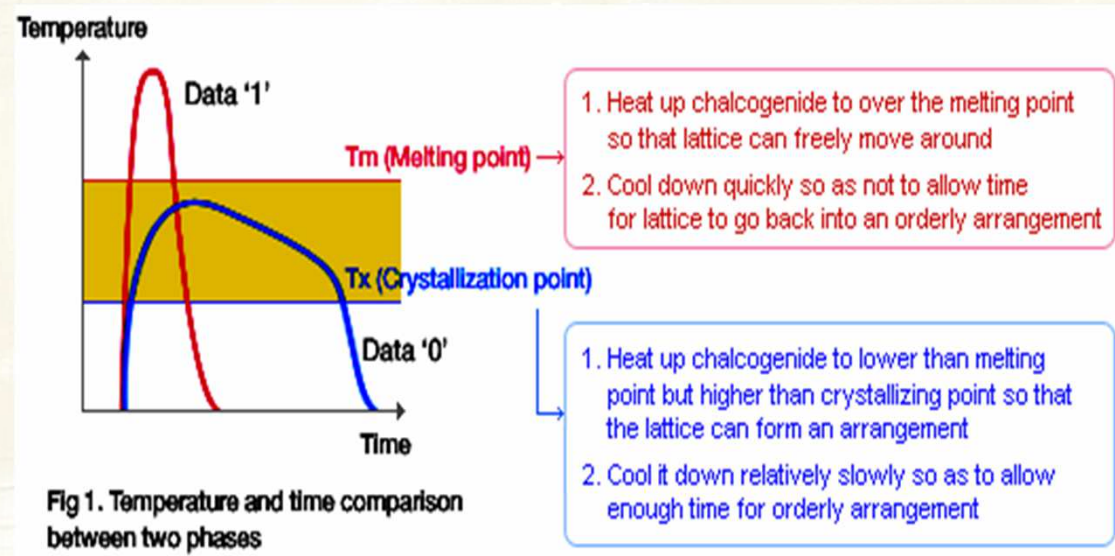 Temperature
Data ‘1’
Tm (Melting point)
1. Heat up chalcogenide to over the melting point
so that lattice can freely move around
2. Cool down quickly so as not to allow time
for lattice to go back into an orderly arrangement
Tx (Crystallization point)
Data ‘0’
Time
1. Heat up chalcogenide to lower than melting
point but higher than crystallizing point so that
the lattice can form an arrangement
2. Cool it down relatively slowly so as to allow
enough time for orderly arrangement
Fig 1. Temperature and time comparison
between two phases